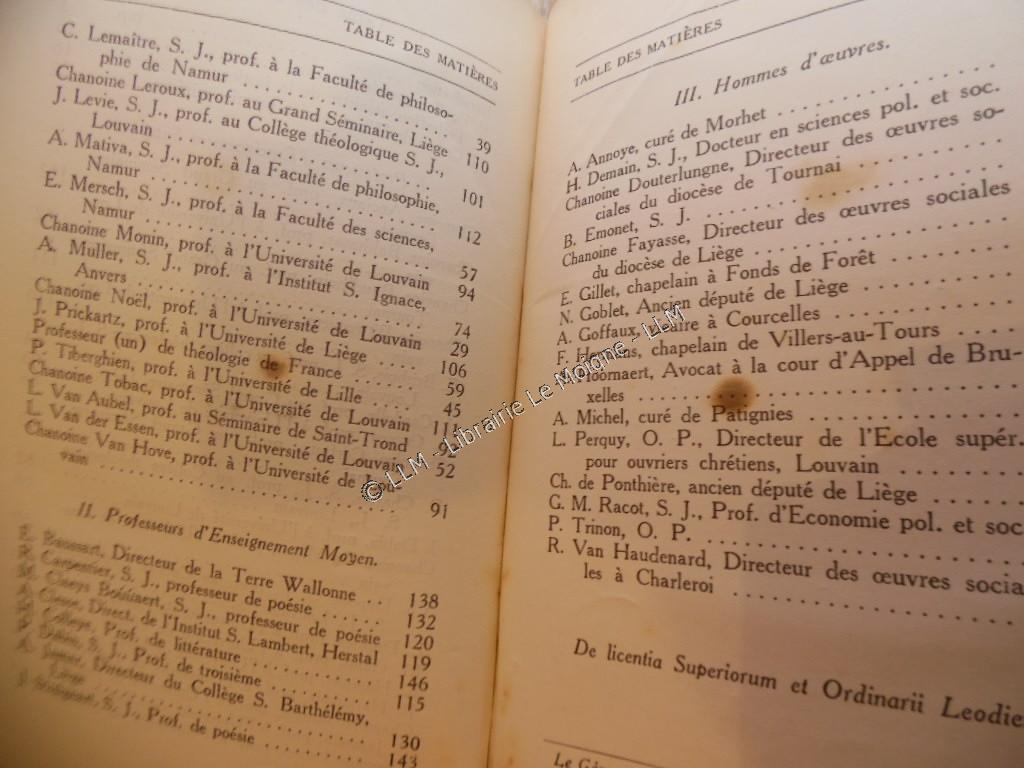 TABLE DES MATIÈRES
C. Lemaître, S. J., prof. à la Faculté de philoso-
phie de Namur . . . . . . . . . . . . . . . . 39
Chanoine Leroux, prof. au Grand Séminaire, Liége 110
J. Levie, S. J., prof. au Collège théologique S. J.,
Louvain . . . . . . . . . . . . . . . . . . . . 101
A. Mativa, S. J., prof. à la Faculté de philosophie,
Namur . . . . . . . . . . . . . . . . . . . . 112
E. Mersch, S. J., prof. à la Faculté des sciences,
Namur . . . . . . . . . . . . . . . . . . . . 57
Chanoine Monin, prof. à l'Université de Louvain 94
A. Muller, S. J., prof. à l'Institut S. Ignace,
Anvers . . . . . . . . . . . . . . . . . . . . 74
Chanoine Noël, prof. à l'Université de Louvain 29
J. Prickartz, prof. à l'Université de Liège . . . . 106
Professeur (un) de théologie de France . . . . . . 59
P. Tiberghien, prof. à l'Université de Lille . . . . 45
Chanoine Tobac, prof. à l'Université de Louvain 111
L. Van Aubel, prof. au Séminaire de Saint-Trond
L. Van der Essen, prof. à l'Université de Louvain 52
Chanoine Van Hove, prof. à l'Université de Lou-
vain . . . . . . . . . . . . . . . . . . . . 91
II. Professeurs d'Enseignement Moyen.
E. Baussart, Directeur de la Terre Wallonne . . 138
R. Carpentier, S. J., professeur de poésie . . . . 132
S. J., professeur de poésie 120
Direct. de l'Institut S. Lambert, Herstal 119
Prof. de littérature . . . . . . . . . . 146
S. J., Prof. de troisième . . . . . . . . 115
Directeur du Collège S. Barthélémy,
Liége . . . . . . . . . . . . . . . . . . . . 130
S. J., Prof. de poésie . . . . . . . . . 143
TABLE DES MATIÈRES
III. Hommes d'œuvres.
A. Annoye, curé de Morhet . . . . . . . . . . . .
H. Demain, S. J., Docteur en sciences pol. et soc.
Chanoine Douterlungne, Directeur des œuvres so-
ciales du diocèse de Tournai . . . . . . . .
B. Emonet, S. J. . . . . . . . . . . . . . . . . .
Chanoine Fayasse, Directeur des œuvres sociales
du diocèse de Liège . . . . . . . . . . . . .
E. Gillet, chapelain à Fonds de Forêt . . . . . .
N. Goblet, Ancien député de Liège . . . . . . . .
A. Goffaux, à Courcelles . . . . . . . . .
F. chapelain de Villers-au-Tours . . . .
Avocat à la cour d'Appel de Bru-
xelles . . . . . . . . . . . . . . . . . . . .
A. Michel, curé de Patignies . . . . . . . . . . .
L. Perquy, O. P., Directeur de l'Ecole supér.
pour ouvriers chrétiens, Louvain . . . . . . .
Ch. de Ponthière, ancien député de Liège . . . .
G. M. Racot, S. J., Prof. d'Economie pol. et soc
P. Trinon, O. P. . . . . . . . . . . . . . . . . .
R. Van Haudenard, Directeur des œuvres socia-
les à Charleroi . . . . . . . . . . . . . . .
De licentia Superiorum et Ordinarii Leodie
© LLM - Librairie Le Moigne - LLM